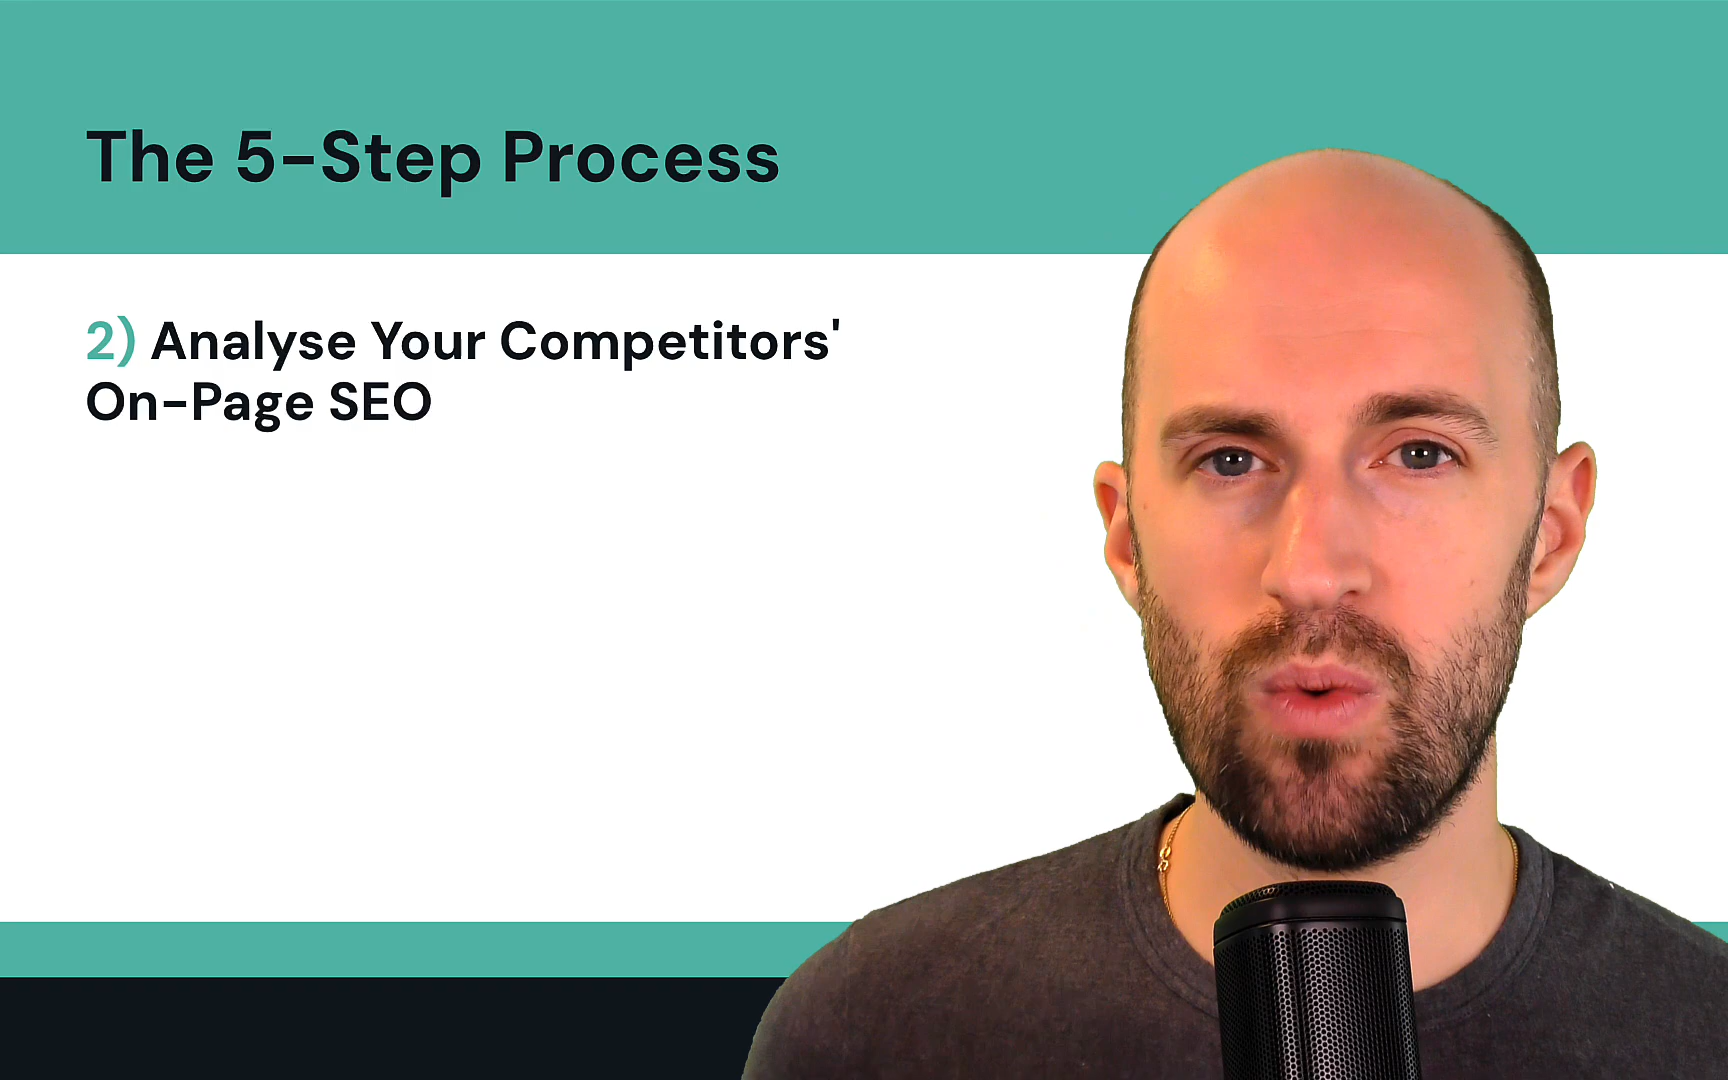 The 5-Step Process
2) Analyse Your Competitors'
On-Page SEO